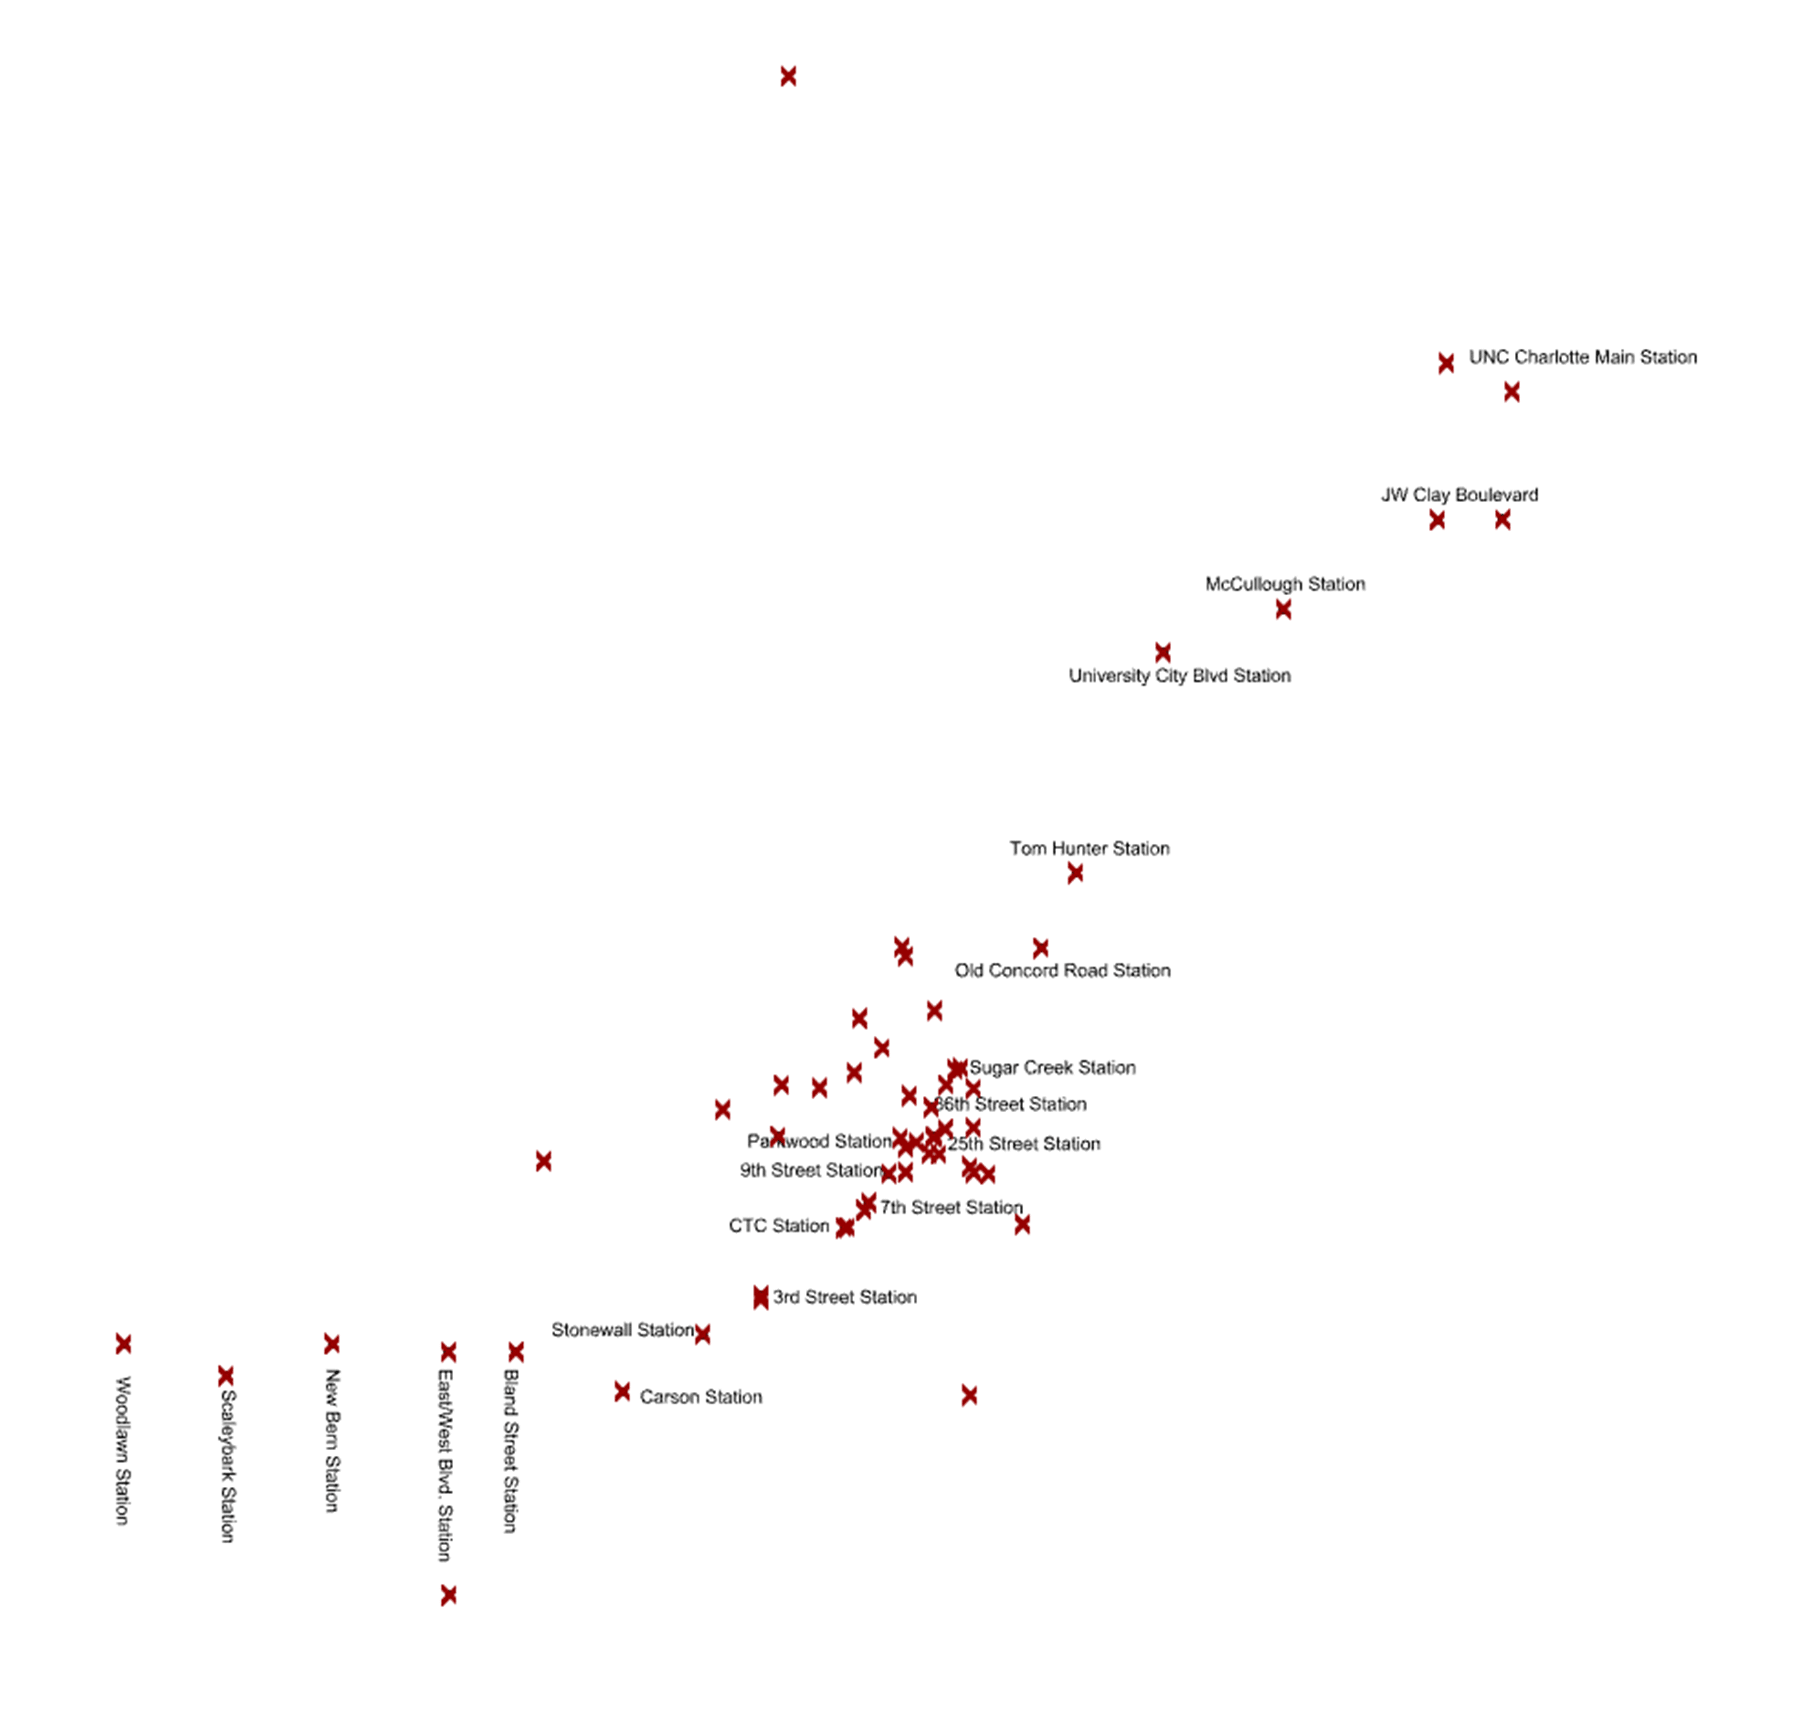 UNC Charlotte Main Station
JW Clay Boulevard
McCullough Station
University City Blvd Station
Tom Hunter Station
Old Concord Road Station
Sugar Creek Station
36th Street Station
Parkwood Station
25th Street Station
9th Street Station
7th Street Station
CTC Station
3rd Street Station
Stonewall Station
Carson Station
Woodlawn Station
Scaleybark Station
New Bern Station
East/West Blvd. Station
Bland Street Station